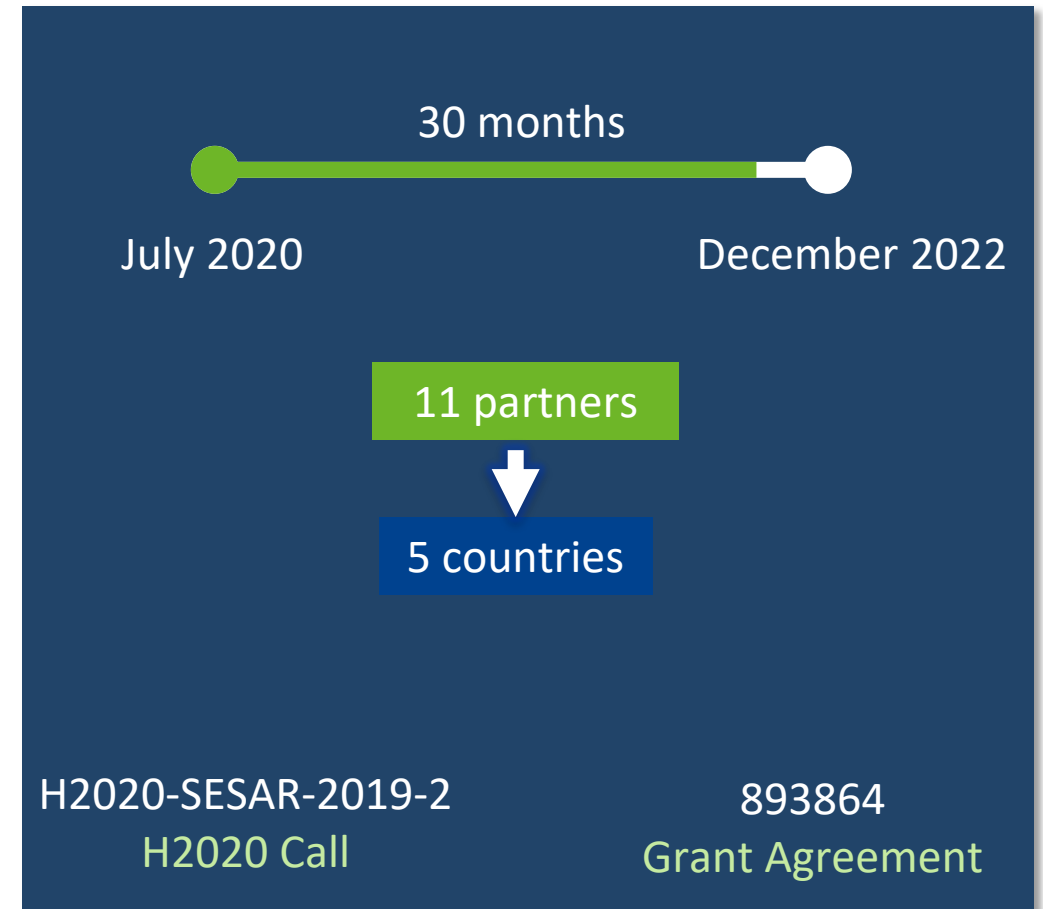 30 months
July 2020
December 2022
11 partners
5 countries
H2020-SESAR-2019-2
H2020 Call
893864
Grant Agreement